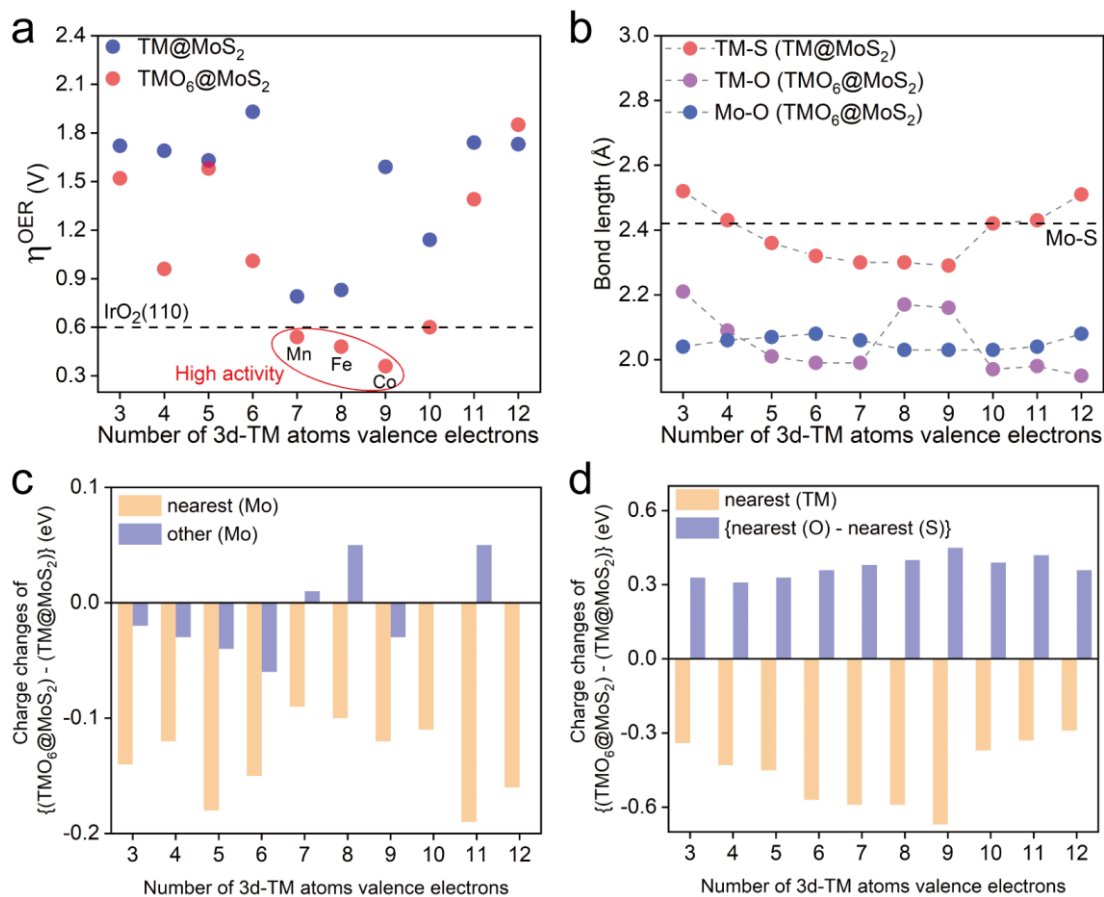 a
2.4
2.1
1.8
1.5
1.2
0.9
0.6
0.3
η^OER (V)
TM@MoS₂
TMO₆@MoS₂
IrO₂(110)
Mn
Fe
Co
High activity
3 4 5 6 7 8 9 10 11 12
Number of 3d-TM atoms valence electrons
b
3.0
2.8
2.6
2.4
2.2
2.0
Bond length (Å)
TM-S (TM@MoS₂)
TM-O (TMO₆@MoS₂)
Mo-O (TMO₆@MoS₂)
Mo-S
3 4 5 6 7 8 9 10 11 12
Number of 3d-TM atoms valence electrons
c
0.1
0.0
-0.1
-0.2
Charge changes of
{(TMO₆@MoS₂) - (TM@MoS₂)} (eV)
nearest (Mo)
other (Mo)
3 4 5 6 7 8 9 10 11 12
Number of 3d-TM atoms valence electrons
d
0.6
0.3
0.0
-0.3
-0.6
Charge changes of
{(TMO₆@MoS₂) - (TM@MoS₂)} (eV)
nearest (TM)
{nearest (O) - nearest (S)}
3 4 5 6 7 8 9 10 11 12
Number of 3d-TM atoms valence electrons